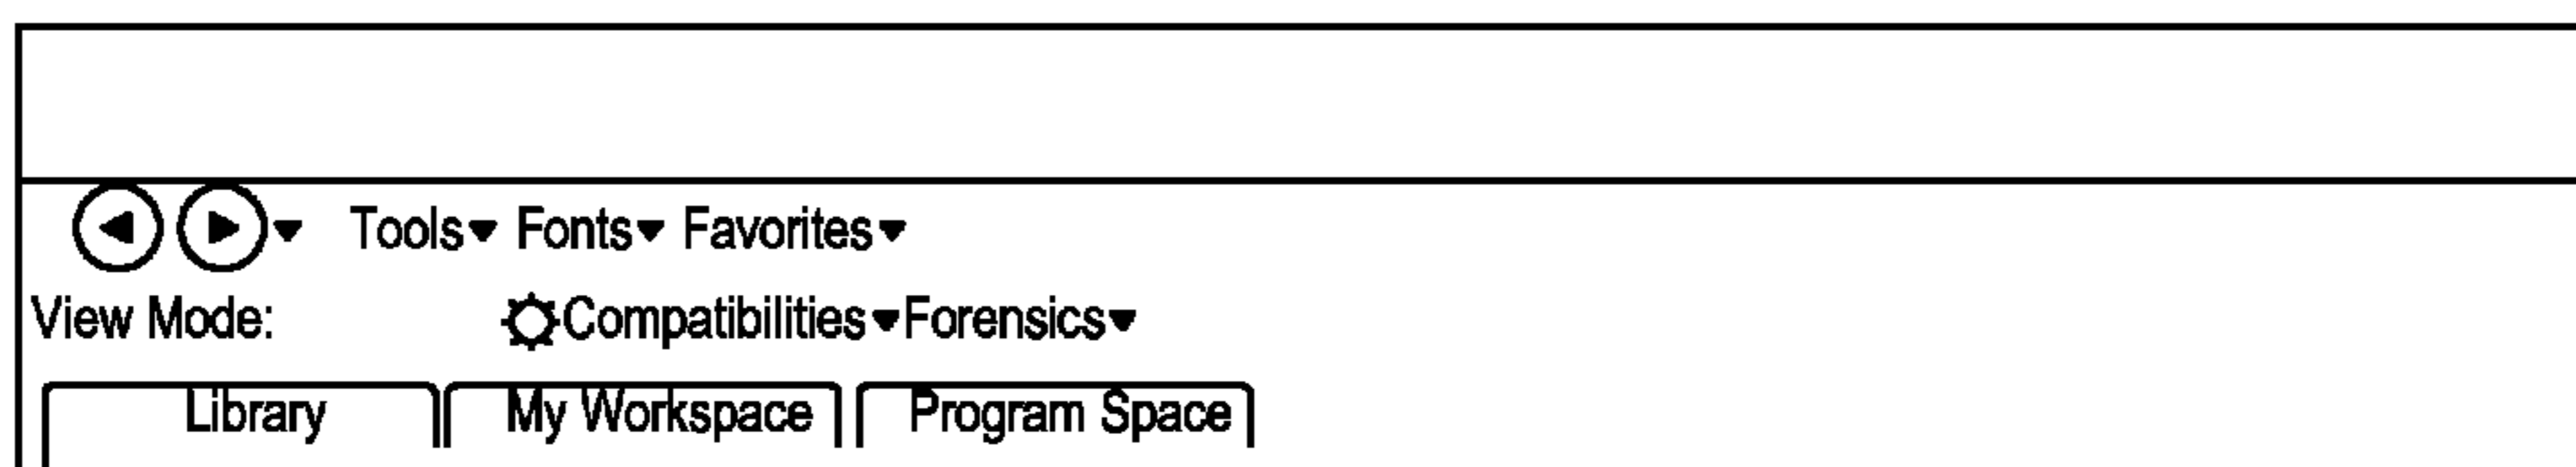 Tools Fonts Favorites
View Mode: Compatibilities Forensics
Library My Workspace Program Space